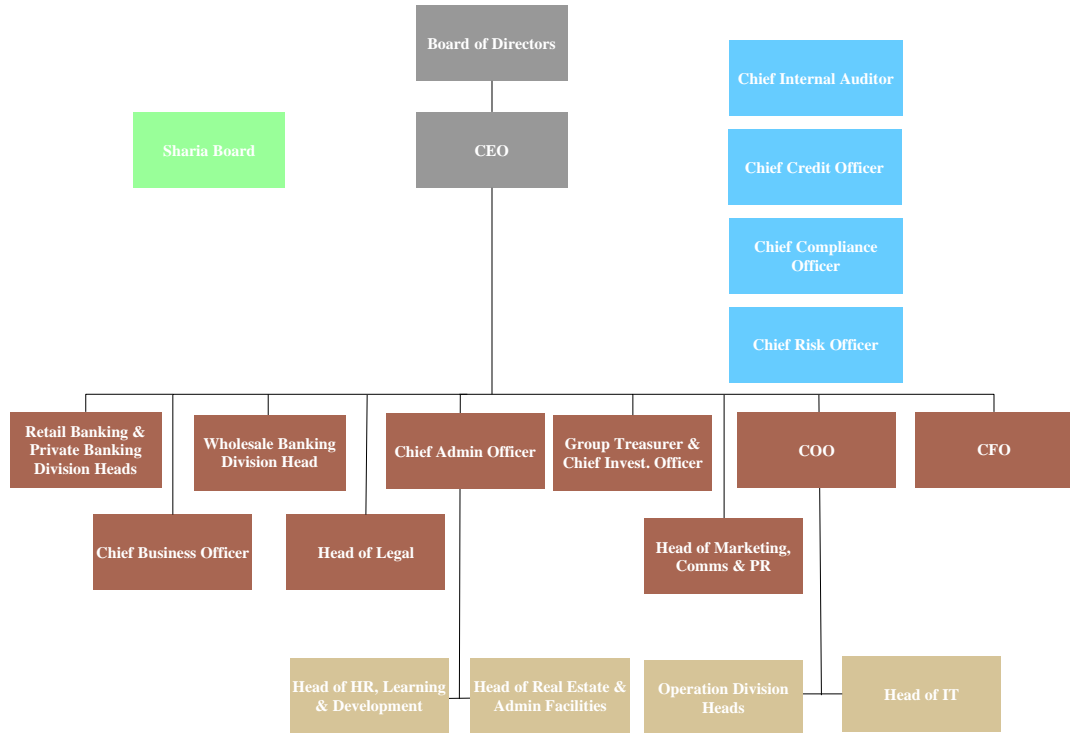 Board of Directors
Chief Internal Auditor
Sharia Board
CEO
Chief Credit Officer
Chief Compliance
Officer
Chief Risk Officer
Retail Banking &
Private Banking
Division Heads
Wholesale Banking
Division Head
Chief Admin Officer
Group Treasurer &
Chief Invest. Officer
COO
CFO
Chief Business Officer
Head of Legal
Head of Marketing,
Comms & PR
Head of HR, Learning
& Development
Head of Real Estate &
Admin Facilities
Operation Division
Heads
Head of IT